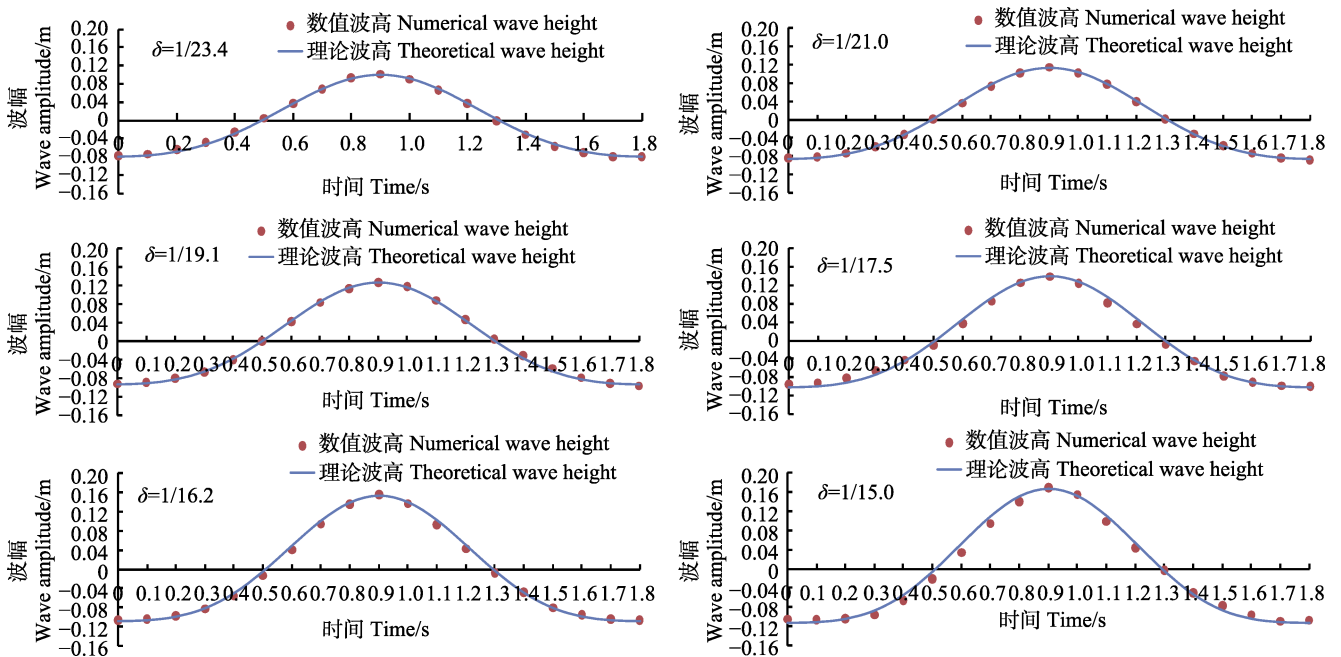 数值波高 Numerical wave height
理论波高 Theoretical wave height
δ=1/23.4
波幅
Wave amplitude/m
0.20
0.16
0.12
0.08
0.04
0
−0.04
−0.08
−0.12
−0.16
0 0.2 0.4 0.6 0.8 1.0 1.2 1.4 1.6 1.8
时间 Time/s
数值波高 Numerical wave height
理论波高 Theoretical wave height
δ=1/21.0
波幅
Wave amplitude/m
0.20
0.16
0.12
0.08
0.04
0
−0.04
−0.08
−0.12
−0.16
0 0.1 0.2 0.3 0.4 0.5 0.6 0.7 0.8 0.9 1.0 1.1 1.2 1.3 1.4 1.5 1.6 1.7 1.8
时间 Time/s
数值波高 Numerical wave height
理论波高 Theoretical wave height
δ=1/19.1
波幅
Wave amplitude/m
0.20
0.16
0.12
0.08
0.04
0
−0.04
−0.08
−0.12
−0.16
0 0.1 0.2 0.3 0.4 0.5 0.6 0.7 0.8 0.9 1.0 1.1 1.2 1.3 1.4 1.5 1.6 1.7 1.8
时间 Time/s
数值波高 Numerical wave height
理论波高 Theoretical wave height
δ=1/17.5
波幅
Wave amplitude/m
0.20
0.16
0.12
0.08
0.04
0
−0.04
−0.08
−0.12
−0.16
0 0.1 0.2 0.3 0.4 0.5 0.6 0.7 0.8 0.9 1.0 1.1 1.2 1.3 1.4 1.5 1.6 1.7 1.8
时间 Time/s
数值波高 Numerical wave height
理论波高 Theoretical wave height
δ=1/16.2
波幅
Wave amplitude/m
0.20
0.16
0.12
0.08
0.04
0
−0.04
−0.08
−0.12
−0.16
0 0.1 0.2 0.3 0.4 0.5 0.6 0.7 0.8 0.9 1.0 1.1 1.2 1.3 1.4 1.5 1.6 1.7 1.8
时间 Time/s
数值波高 Numerical wave height
理论波高 Theoretical wave height
δ=1/15.0
波幅
Wave amplitude/m
0.20
0.16
0.12
0.08
0.04
0
−0.04
−0.08
−0.12
−0.16
0 0.1 0.2 0.3 0.4 0.5 0.6 0.7 0.8 0.9 1.0 1.1 1.2 1.3 1.4 1.5 1.6 1.7 1.8
时间 Time/s